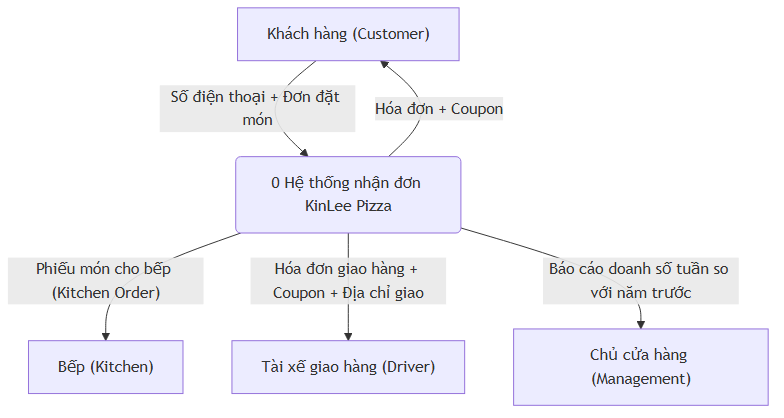 Khách hàng (Customer)
Số điện thoại + Đơn đặt
món
Hóa đơn + Coupon
0 Hệ thống nhận đơn
KinLee Pizza
Phiếu món cho bếp
(Kitchen Order)
Hóa đơn giao hàng +
Coupon + Địa chỉ giao
Báo cáo doanh số tuần so
với năm trước
Bếp (Kitchen)
Tài xế giao hàng (Driver)
Chủ cửa hàng
(Management)